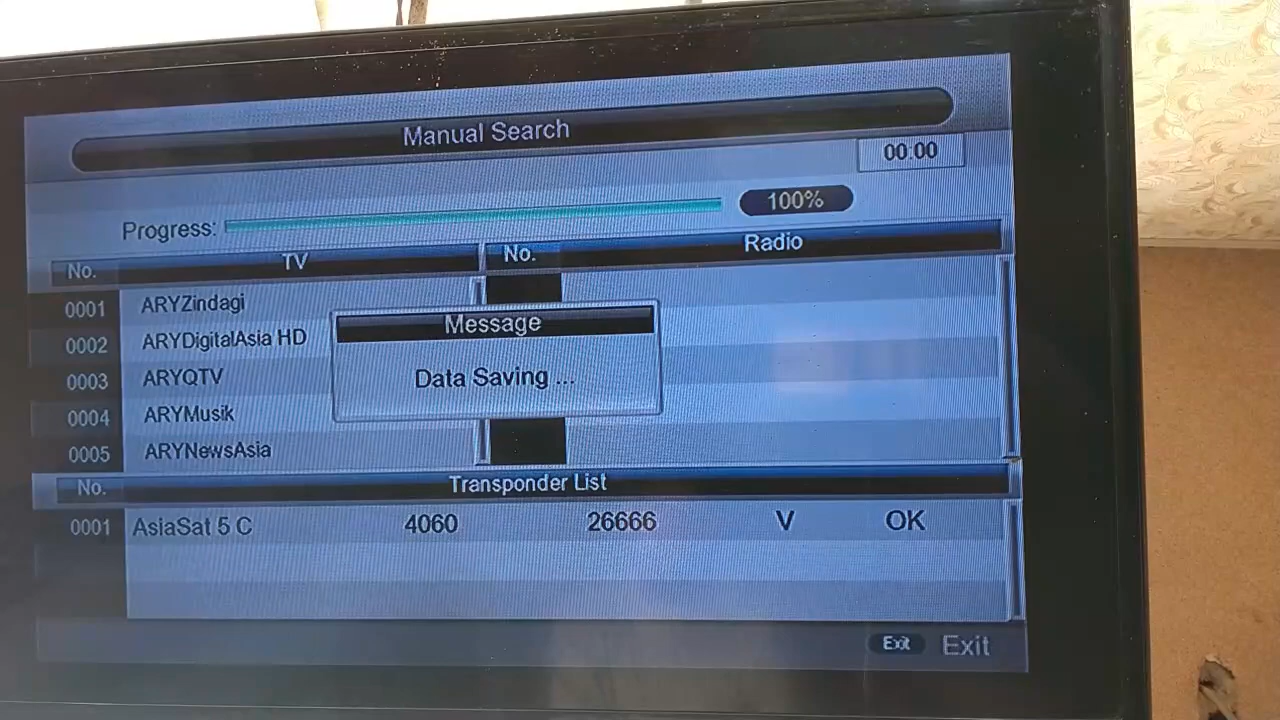 Manual Search
00:00
Progress: 100%
No. TV No. Radio
0001 ARYZindagi
0002 ARYDigitalAsia HD
0003 ARYQTV
0004 ARYMusik
0005 ARYNewsAsia
Message
Data Saving ...
No. Transponder List
0001 AsiaSat 5 C 4060 26666 V OK
Exit Exit